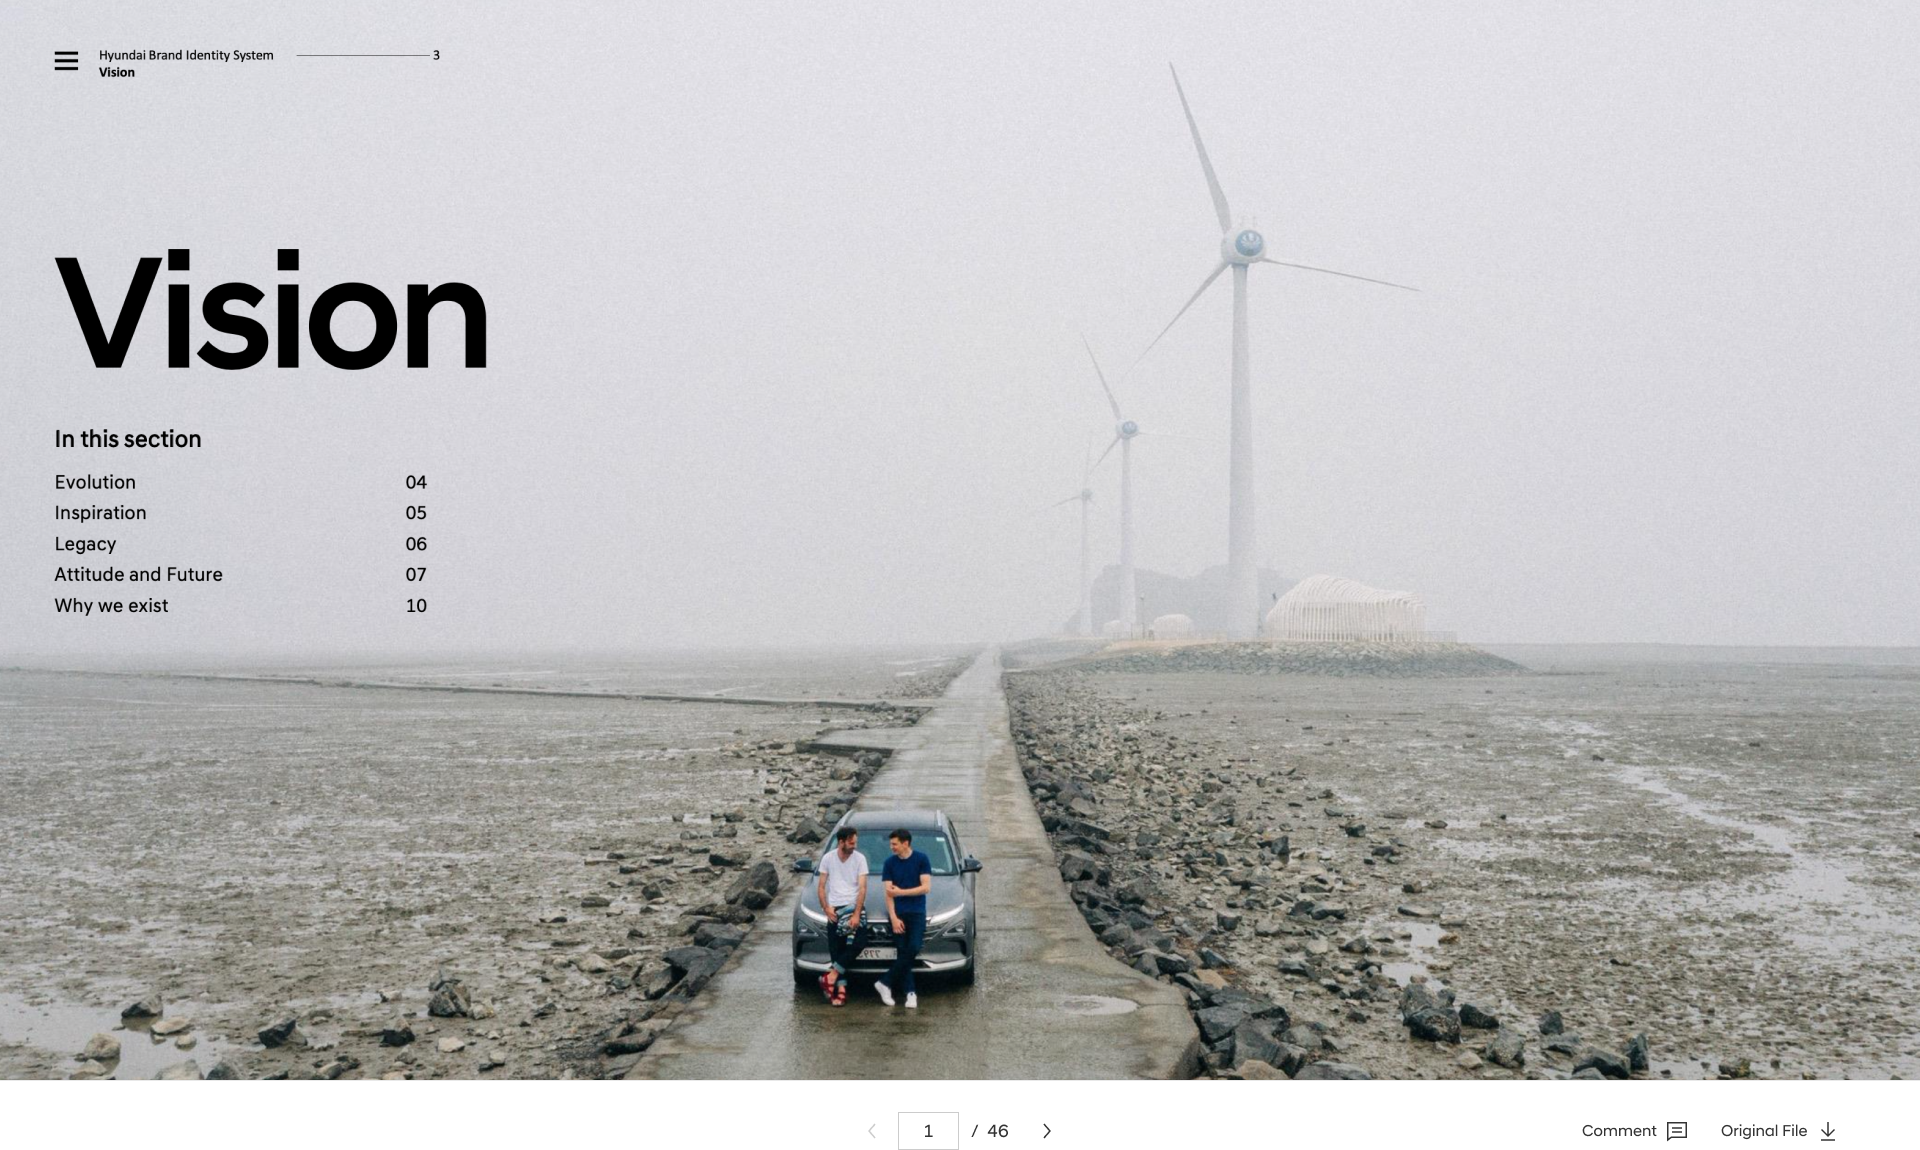 Hyundai Brand Identity System 3
Vision
Vision
In this section
Evolution 04
Inspiration 05
Legacy 06
Attitude and Future 07
Why we exist 10
1 / 46
Comment
Original File